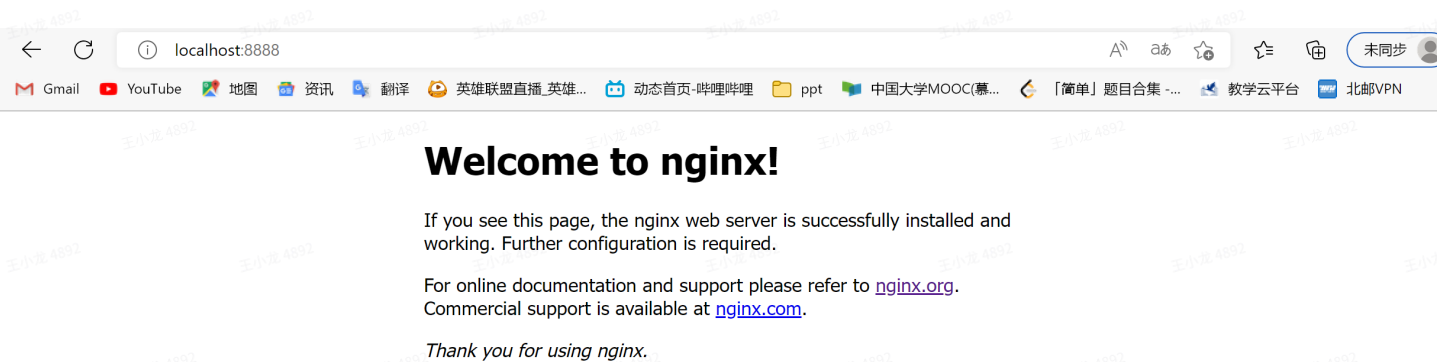 localhost:8888
未同步
Gmail YouTube 地图 资讯 翻译 英雄联盟直播_英雄... 动态首页-哔哩哔哩 ppt 中国大学MOOC(慕... 「简单」题目合集 -... 教学云平台 北邮VPN
Welcome to nginx!
If you see this page, the nginx web server is successfully installed and
working. Further configuration is required.
For online documentation and support please refer to nginx.org.
Commercial support is available at nginx.com.
Thank you for using nginx.
王小龙 4892